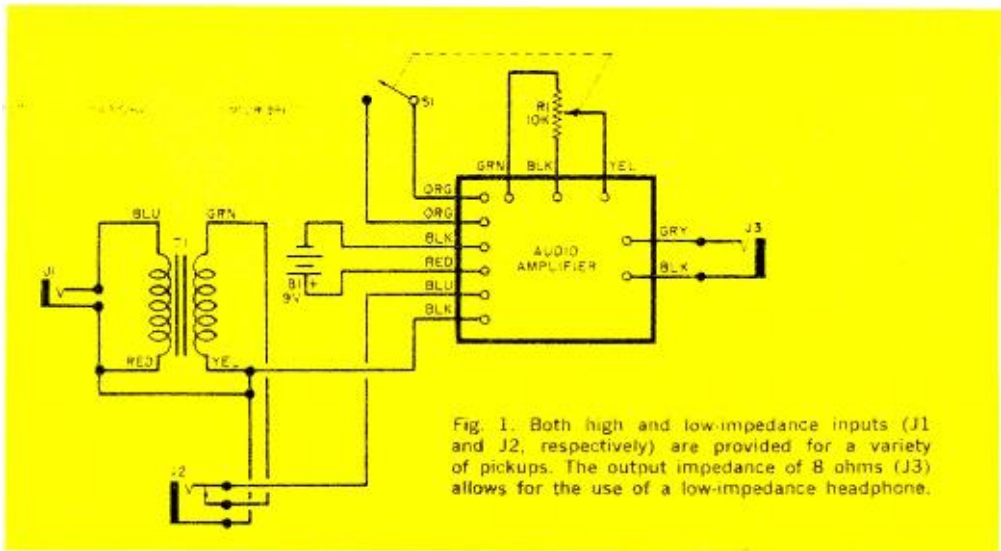 S1
R1
10K
GRN BLK YEL
ORG
ORG
BLK
RED
BLU
BLK
AUDIO
AMPLIFIER
GRY
BLK
J3
BLU GRN
T1
J1
RED YEL
B1 +
9V
J2
Fig. 1. Both high and low-impedance inputs (J1
and J2, respectively) are provided for a variety
of pickups. The output impedance of 8 ohms (J3)
allows for the use of a low-impedance headphone.